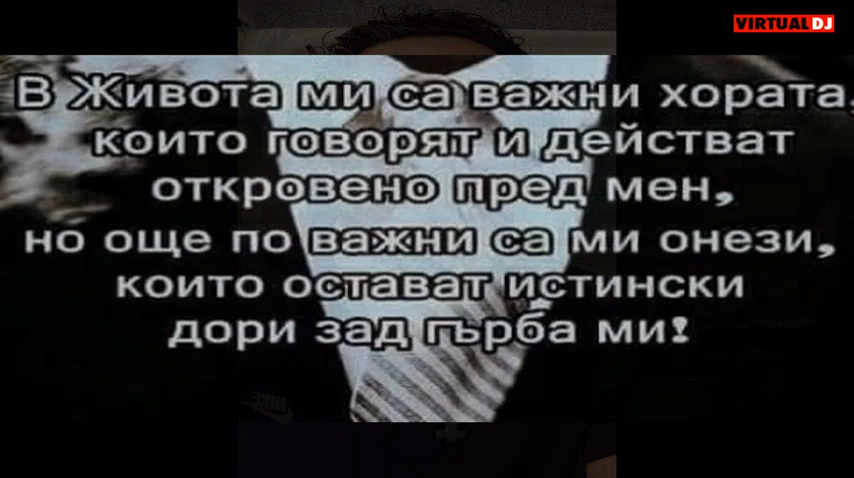 VIRTUAL DJ
В Живота ми са важни хората,
които говорят и действат
откровено пред мен,
но още по важни са ми онези,
които остават истински
дори зад гърба ми!